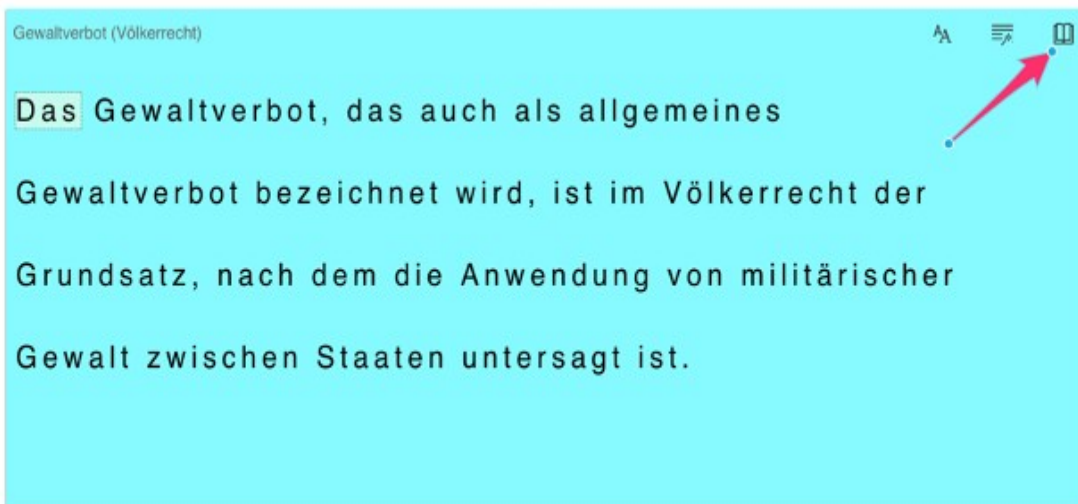 Gewaltverbot (Völkerrecht)
AA
Das Gewaltverbot, das auch als allgemeines
Gewaltverbot bezeichnet wird, ist im Völkerrecht der
Grundsatz, nach dem die Anwendung von militärischer
Gewalt zwischen Staaten untersagt ist.